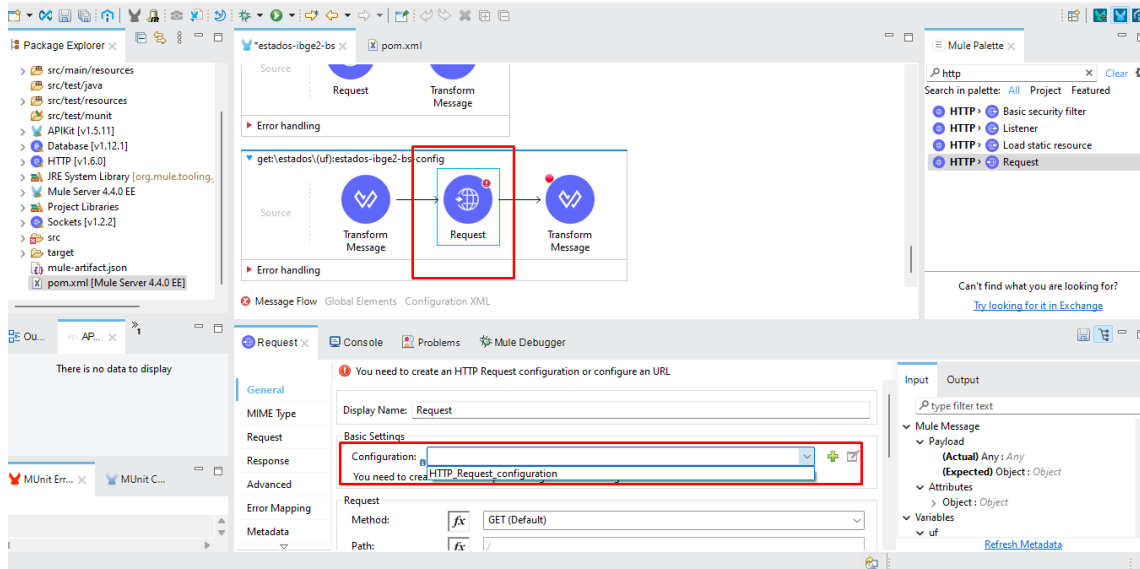 Package Explorer
*estados-ibge2-bs
pom.xml
Mule Palette
src/main/resources
src/test/java
src/test/resources
src/test/munit
APIKit [v1.5.11]
Database [v1.12.1]
HTTP [v1.6.0]
JRE System Library [org.mule.tooling.
Mule Server 4.4.0 EE
Project Libraries
Sockets [v1.2.2]
src
target
mule-artifact.json
pom.xml [Mule Server 4.4.0 EE]
Source
Request
Transform
Message
Error handling
get:\estados\(uf):estados-ibge2-bs-config
Source
Transform
Message
Request
Transform
Message
Error handling
Message Flow Global Elements Configuration XML
http
Clear
Search in palette: All Project Featured
HTTP › Basic security filter
HTTP › Listener
HTTP › Load static resource
HTTP › Request
Can't find what you are looking for?
Try looking for it in Exchange
Ou...
AP...
1
There is no data to display
MUnit Err...
MUnit C...
Request
Console
Problems
Mule Debugger
You need to create an HTTP Request configuration or configure an URL
General
MIME Type
Request
Response
Advanced
Error Mapping
Metadata
Display Name: Request
Basic Settings
Configuration:
HTTP_Request_configuration
You need to crea
Request
Method: fx GET (Default)
Path: fx /
Input Output
type filter text
Mule Message
Payload
(Actual) Any : Any
(Expected) Object : Object
Attributes
Object : Object
Variables
uf
Refresh Metadata